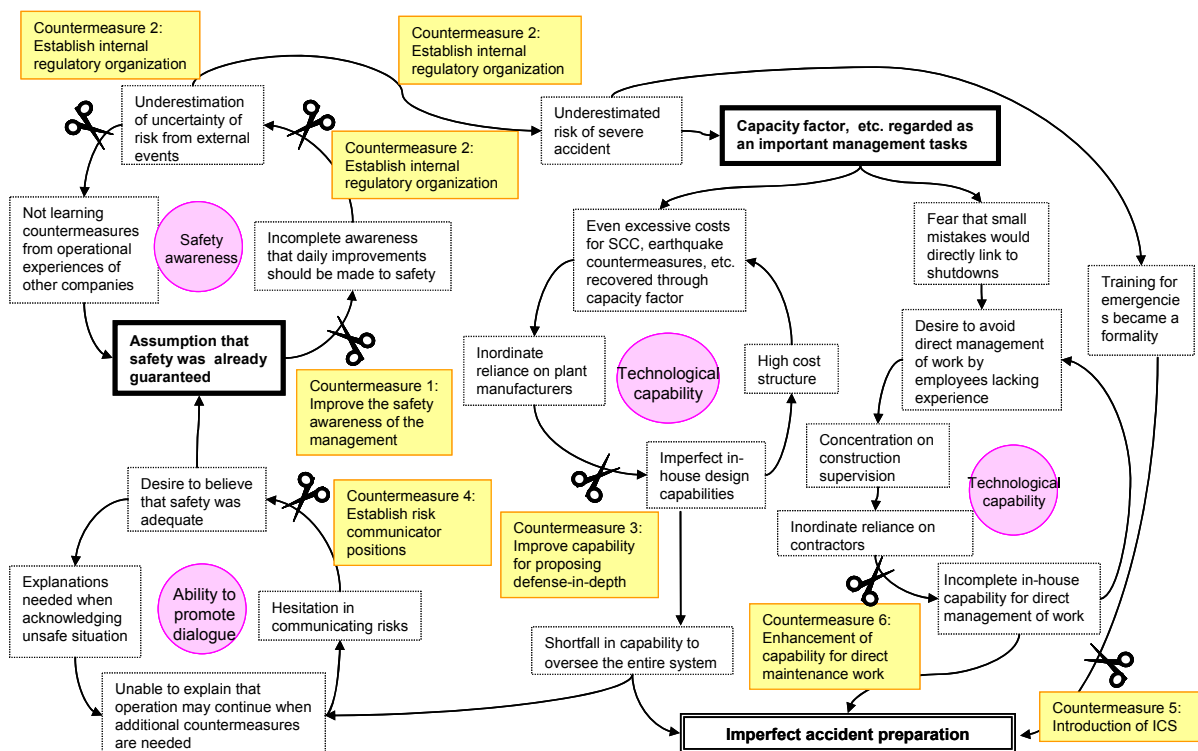 Countermeasure 2:
Establish internal
regulatory organization
Countermeasure 2:
Establish internal
regulatory organization
Underestimation
of uncertainty of
risk from external
events
Underestimated
risk of severe
accident
Capacity factor, etc. regarded as
an important management tasks
Countermeasure 2:
Establish internal
regulatory organization
Not learning
countermeasures
from operational
experiences of
other companies
Safety
awareness
Incomplete awareness
that daily improvements
should be made to safety
Even excessive costs
for SCC, earthquake
countermeasures, etc.
recovered through
capacity factor
Fear that small
mistakes would
directly link to
shutdowns
Training for
emergencie
s became a
formality
Assumption that
safety was already
guaranteed
Inordinate
reliance on plant
manufacturers
Technological
capability
High cost
structure
Desire to avoid
direct management
of work by
employees lacking
experience
Countermeasure 1:
Improve the safety
awareness of the
management
Concentration on
construction
supervision
Technological
capability
Desire to believe
that safety was
adequate
Countermeasure 4:
Establish risk
communicator
positions
Imperfect in-
house design
capabilities
Countermeasure 3:
Improve capability
for proposing
defense-in-depth
Inordinate reliance on
contractors
Explanations
needed when
acknowledging
unsafe situation
Ability to
promote
dialogue
Hesitation in
communicating risks
Incomplete in-house
capability for direct
management of work
Countermeasure 6:
Enhancement of
capability for direct
maintenance work
Shortfall in capability to
oversee the entire system
Unable to explain that
operation may continue when
additional countermeasures
are needed
Imperfect accident preparation
Countermeasure 5:
Introduction of ICS